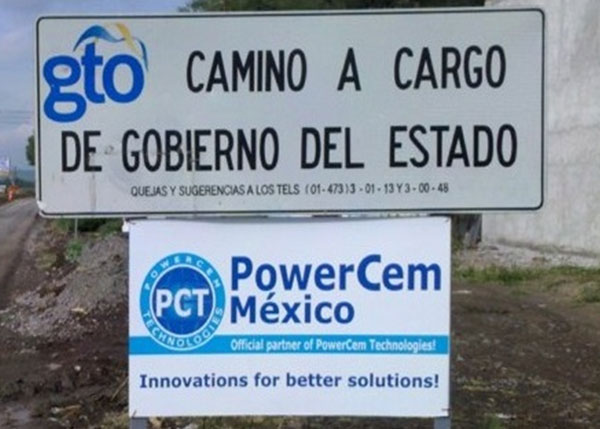 gto
CAMINO A CARGO
DE GOBIERNO DEL ESTADO
QUEJAS Y SUGERENCIAS A LOS TELS (01-473)3-01-13 Y 3-00-48
POWERCEM
PCT
TECHNOLOGIES
PowerCem
México
Official partner of PowerCem Technologies!
Innovations for better solutions!